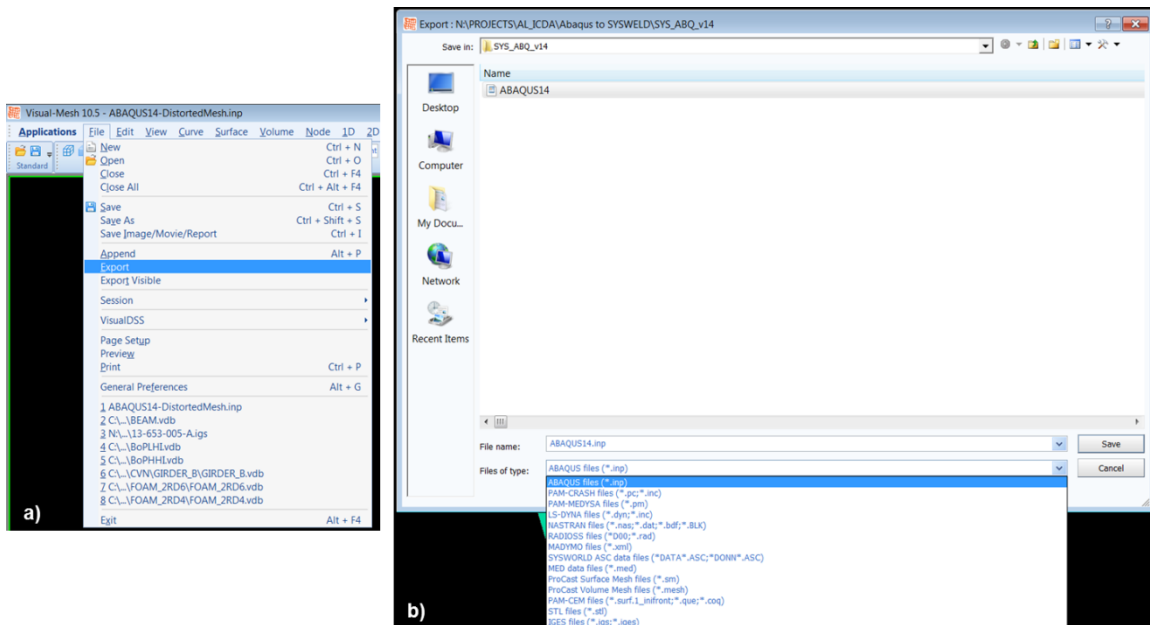 a)
Visual-Mesh 10.5 - ABAQUS14-DistortedMesh.inp
Applications File Edit View Curve Surface Volume Node 1D 2D
Standard
New Ctrl + N
Open Ctrl + O
Close Ctrl + F4
Close All Ctrl + Alt + F4
Save Ctrl + S
Save As Ctrl + Shift + S
Save Image/Movie/Report Ctrl + I
Append Alt + P
Export
Export Visible
Session
VisualDSS
Page Setup
Preview
Print Ctrl + P
General Preferences Alt + G
1 ABAQUS14-DistortedMesh.inp
2 C:\...\BEAM.vdb
3 N:\...\13-653-005-A.igs
4 C:\...\BoPLHI.vdb
5 C:\...\BoPHHI.vdb
6 C:\...\CVN\GIRDER_B\GIRDER_B.vdb
7 C:\...\FOAM_2RD6\FOAM_2RD6.vdb
8 C:\...\FOAM_2RD4\FOAM_2RD4.vdb
Exit Alt + F4
b)
Export : N:\PROJECTS\AL_ICDA\Abaqus to SYSWELD\SYS_ABQ_v14
Save in: SYS_ABQ_v14
Name
ABAQUS14
Desktop
Computer
My Docu...
Network
Recent Items
File name: ABAQUS14.inp Save
Files of type: ABAQUS files (*.inp) Cancel
ABAQUS files (*.inp)
PAM-CRASH files (*.pc;*.inc)
PAM-MEDYSA files (*.pm)
LS-DYNA files (*.dyn;*.inc)
NASTRAN files (*.nas;*.dat;*.bdf;*.BLK)
RADIOSS files (*D00;*.rad)
MADYMO files (*.xml)
SYSWORLD ASC data files (*DATA*.ASC;*DONN*.ASC)
MED data files (*.med)
ProCast Surface Mesh files (*.sm)
ProCast Volume Mesh files (*.mesh)
PAM-CEM files (*.surf.1_inifront;*.que;*.coq)
STL files (*.stl)
IGES files (*.igs;*.iges)